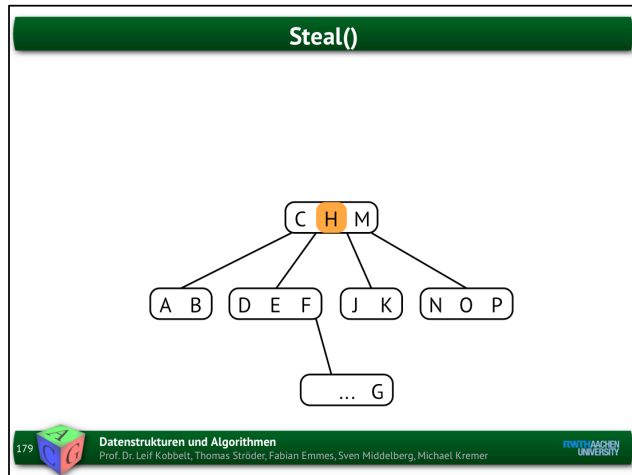 Steal()
C H M
A B D E F J K N O P
... G
179
A
C G
Datenstrukturen und Algorithmen
Prof. Dr. Leif Kobbelt, Thomas Ströder, Fabian Emmes, Sven Middelberg, Michael Kremer
RWTH AACHEN
UNIVERSITY